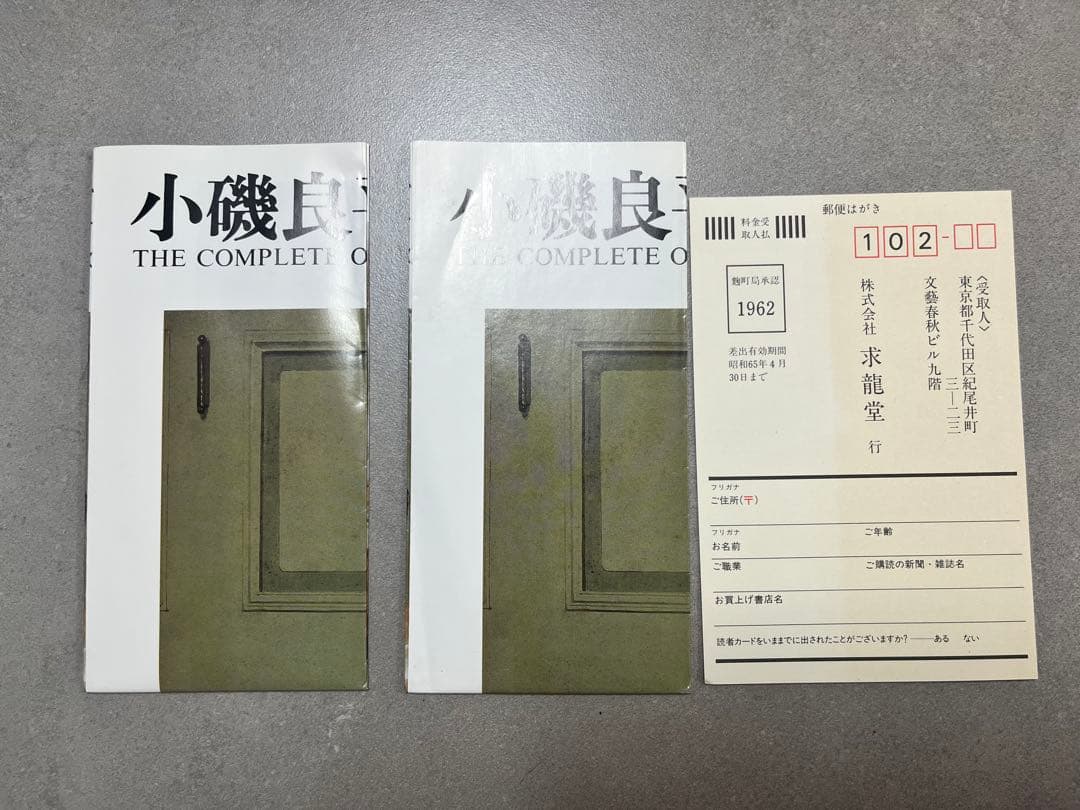 小磯良
THE COMPLETE O
小磯良
THE COMPLETE O
郵便はがき
料金受
取人払
102-
麴町局承認
1962
差出有効期間
昭和65年4月
30日まで
〈受取人〉
東京都千代田区紀尾井町
三―二三
文藝春秋ビル九階
株式会社 求龍堂 行
フリガナ
ご住所(〒)
フリガナ
お名前
ご年齢
ご職業
ご購読の新聞・雑誌名
お買上げ書店名
読者カードをいままでに出されたことがございますか?――ある ない